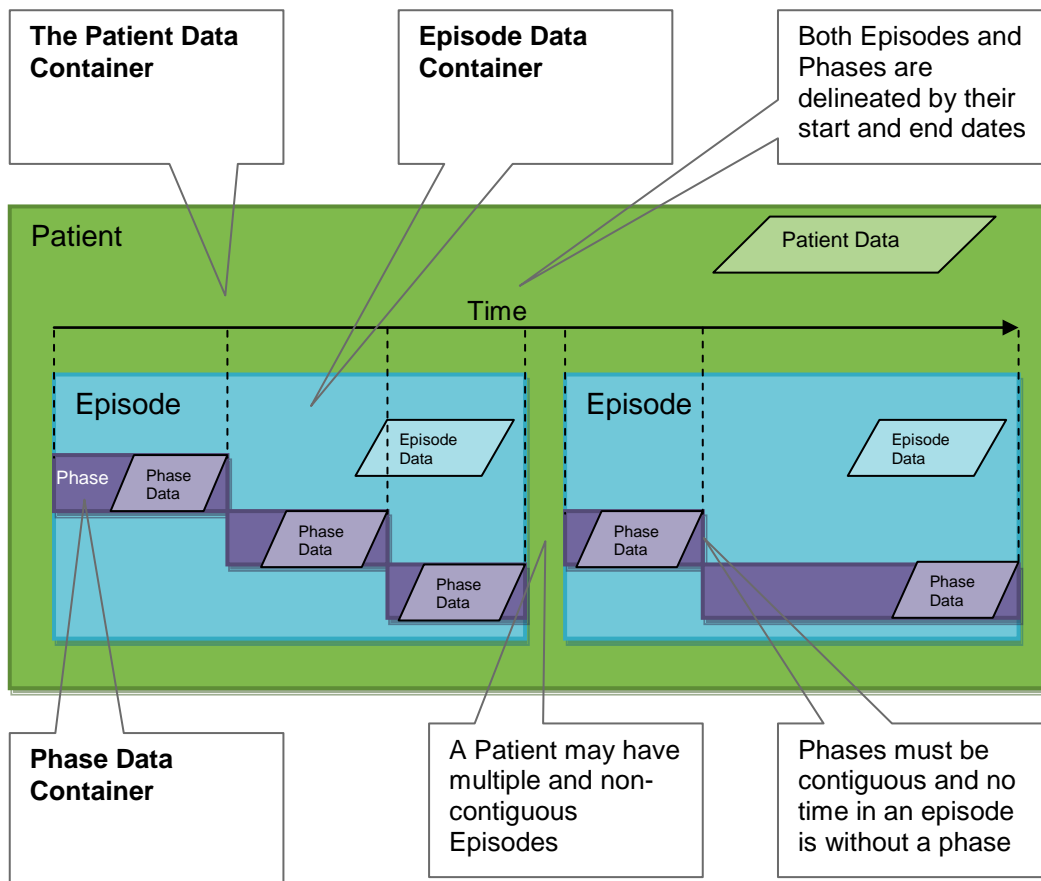 The Patient Data
Container
Episode Data
Container
Both Episodes and
Phases are
delineated by their
start and end dates
Patient
Patient Data
Time
Episode
Episode
Episode
Data
Episode
Data
Phase
Phase
Data
Phase
Data
Phase
Data
Phase
Data
Phase
Data
Phase Data
Container
A Patient may have
multiple and non-
contiguous
Episodes
Phases must be
contiguous and no
time in an episode
is without a phase